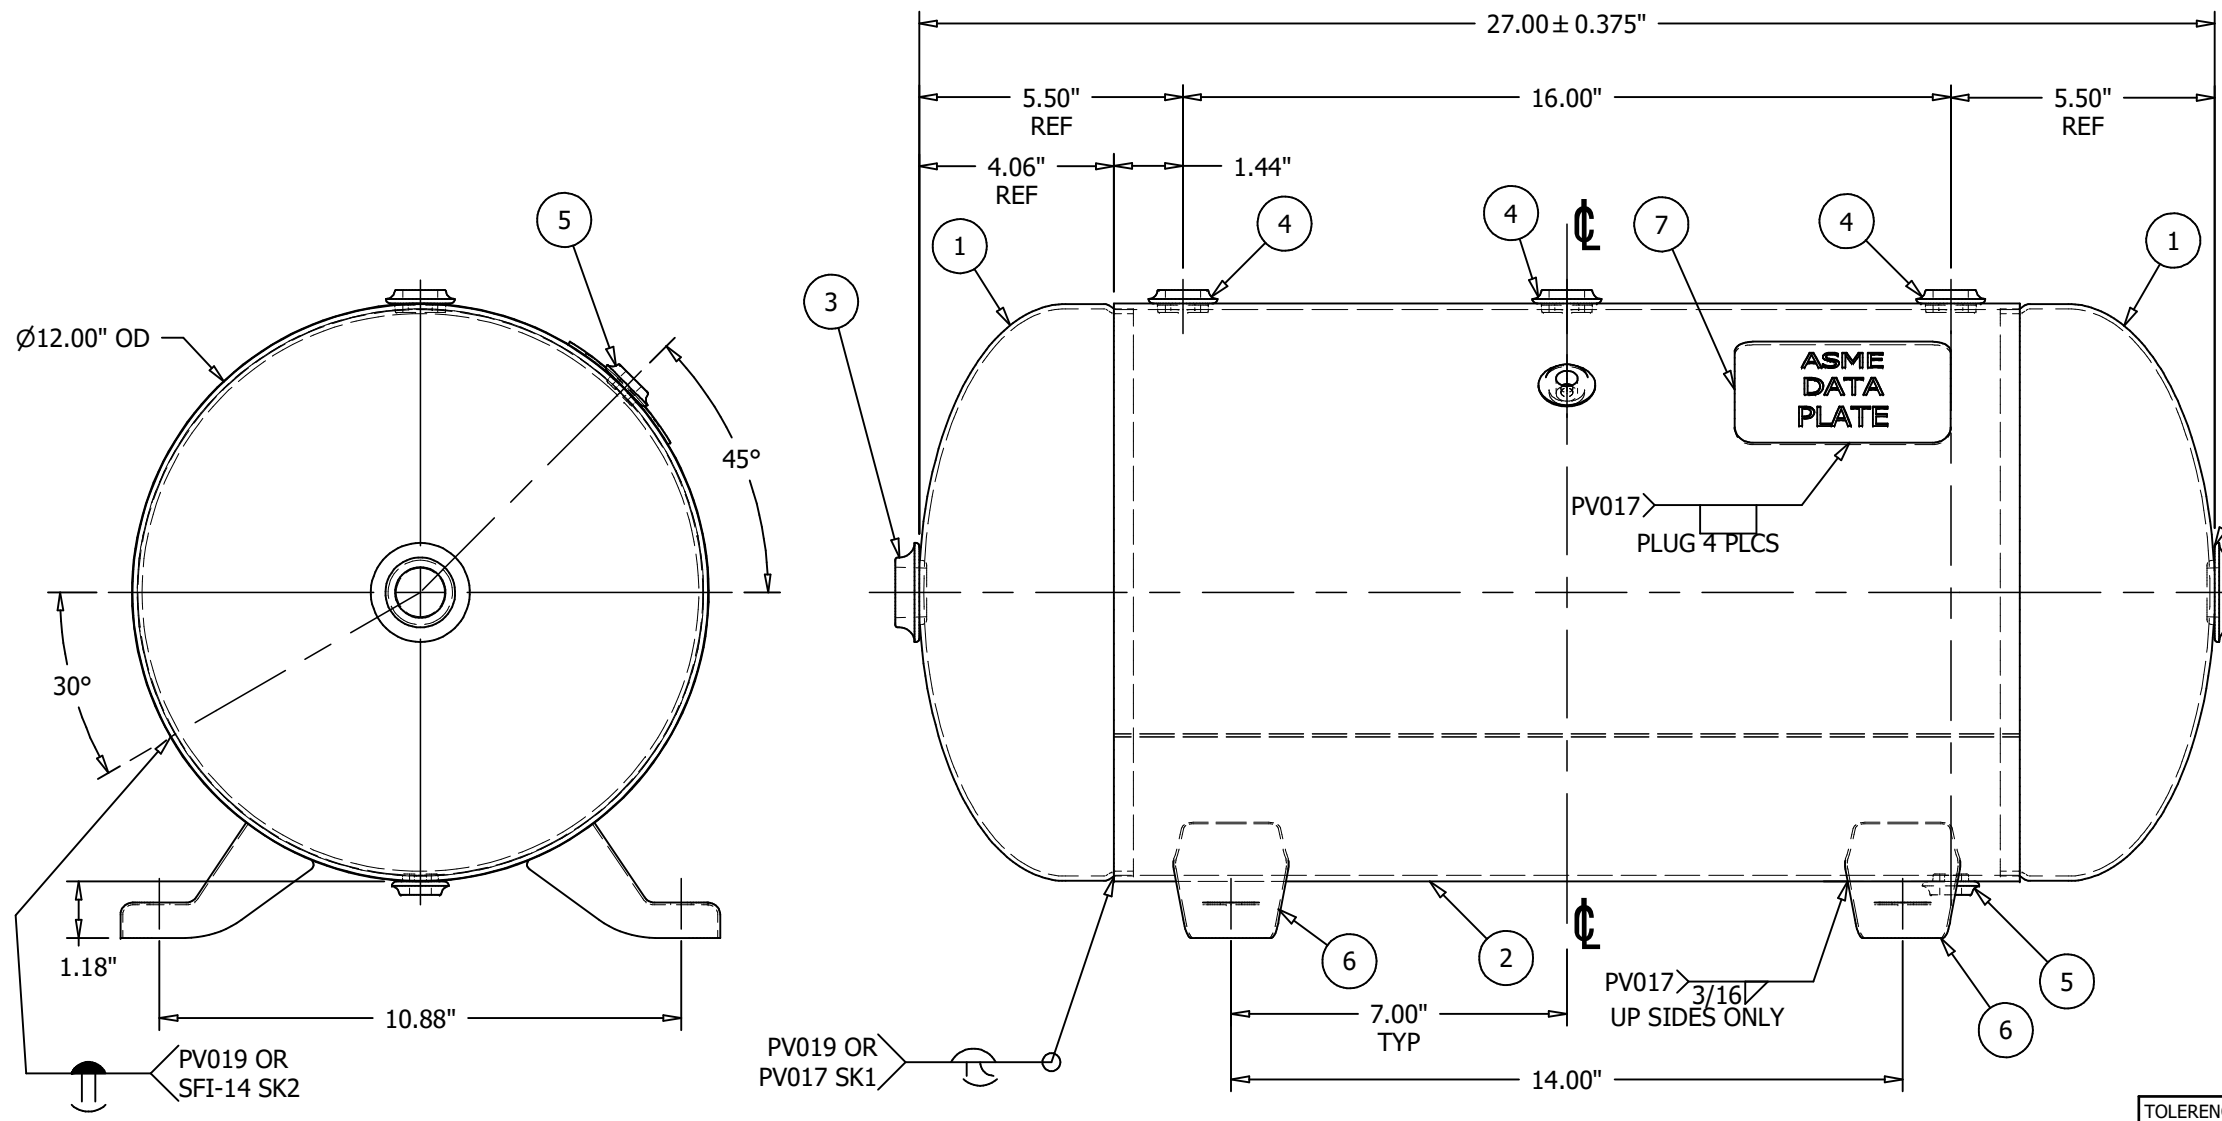 27.00 ± 0.375"
5.50"
REF
16.00"
5.50"
REF
4.06"
REF
1.44"
5
4
4
7
4
1
1
3
℄
Ø12.00" OD
ASME
DATA
PLATE
45°
PV017
PLUG 4 PLCS
30°
1.18"
10.88"
PV019 OR
SFI-14 SK2
6
2
℄
PV017
3/16
UP SIDES ONLY
5
6
7.00"
TYP
PV019 OR
PV017 SK1
14.00"